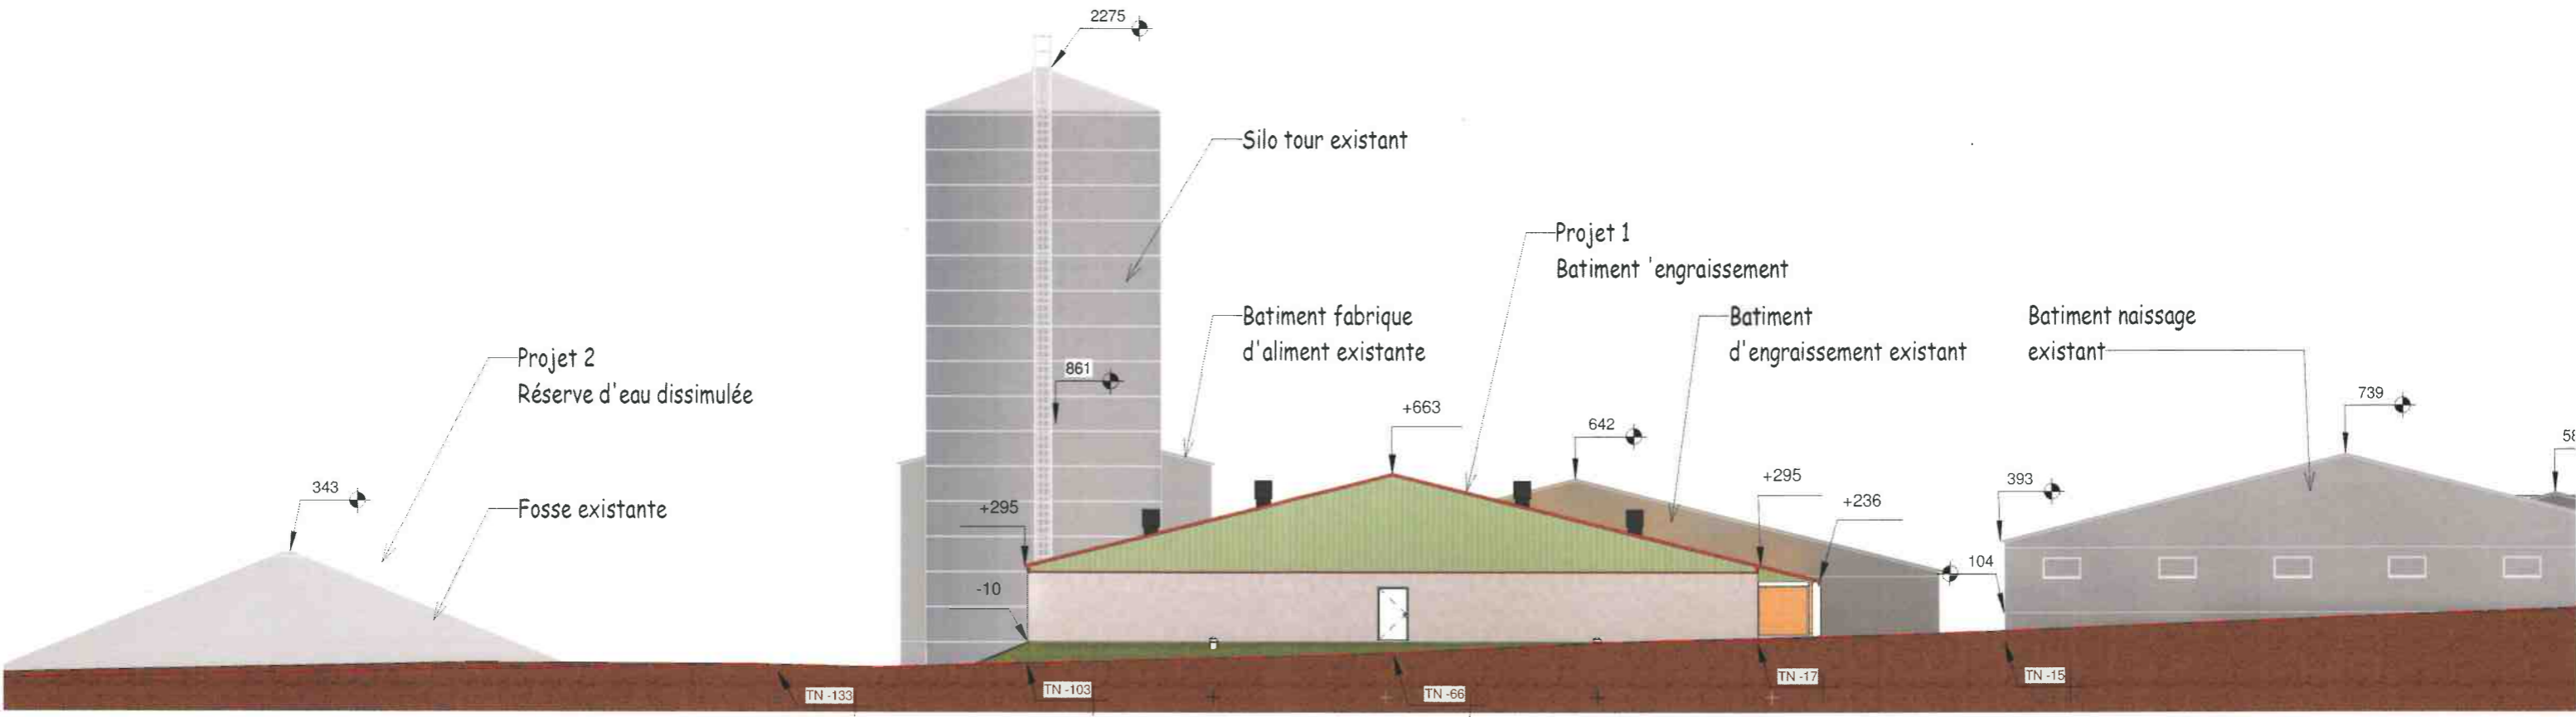 2275
Silo tour existant
Projet 1
Batiment 'engraissement
Batiment fabrique
d'aliment existante
Batiment
d'engraissement existant
Batiment naissage
existant
Projet 2
Réserve d'eau dissimulée
861
739
+663
642
58
343
Fosse existante
+295
+295
+236
393
-10
104
TN -133
TN -103
TN -66
TN -17
TN -15